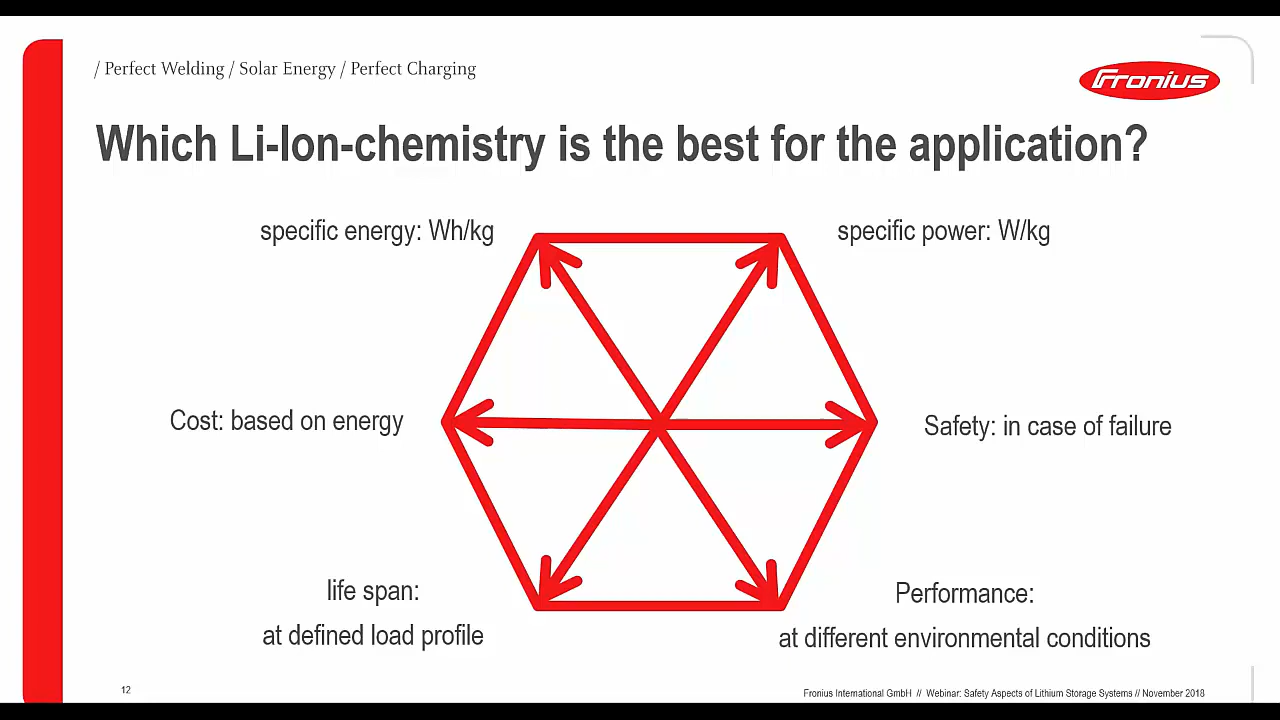 / Perfect Welding / Solar Energy / Perfect Charging
Fronius
Which Li-Ion-chemistry is the best for the application?
specific energy: Wh/kg
specific power: W/kg
Cost: based on energy
Safety: in case of failure
life span:
at defined load profile
Performance:
at different environmental conditions
12
Fronius International GmbH // Webinar: Safety Aspects of Lithium Storage Systems // November 2018